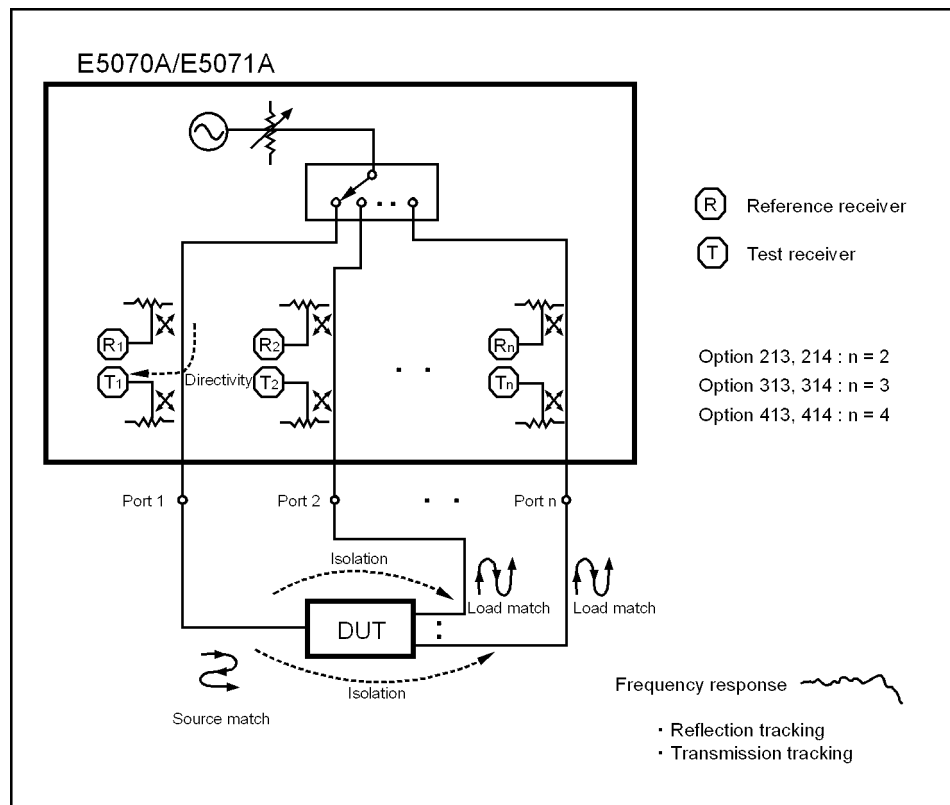 E5070A/E5071A
R Reference receiver
T Test receiver
R1
R2
Rn
T1
Directivity
T2
Tn
Option 213, 214 : n = 2
Option 313, 314 : n = 3
Option 413, 414 : n = 4
Port 1
Port 2
Port n
Isolation
Load match
Load match
DUT
Isolation
Source match
Frequency response
· Reflection tracking
· Transmission tracking